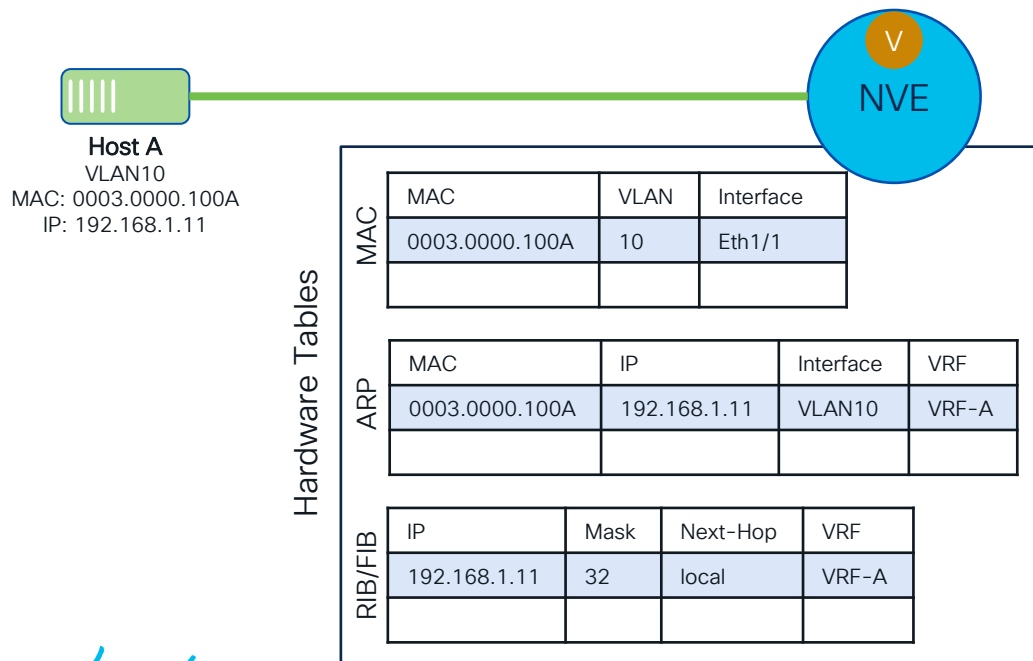 V
NVE
Host A
VLAN10
MAC: 0003.0000.100A
IP: 192.168.1.11
Hardware Tables
MAC
MAC VLAN Interface
0003.0000.100A 10 Eth1/1
ARP
MAC IP Interface VRF
0003.0000.100A 192.168.1.11 VLAN10 VRF-A
RIB/FIB
IP Mask Next-Hop VRF
192.168.1.11 32 local VRF-A